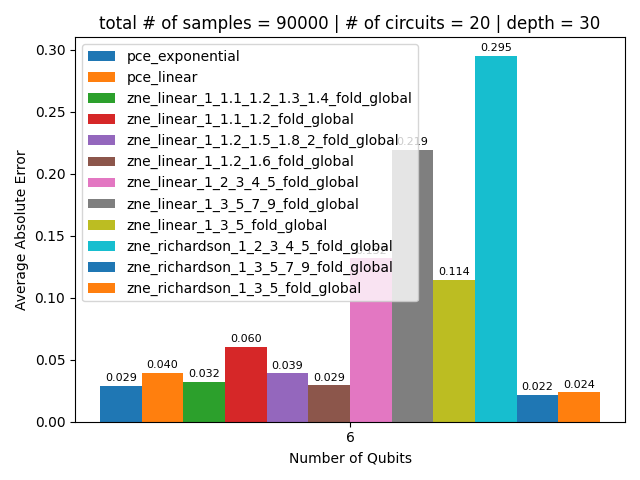 total # of samples = 90000 | # of circuits = 20 | depth = 30
Average Absolute Error
0.30
0.25
0.20
0.15
0.10
0.05
0.00
pce_exponential
pce_linear
zne_linear_1_1.1_1.2_1.3_1.4_fold_global
zne_linear_1_1.1_1.2_fold_global
zne_linear_1_1.2_1.5_1.8_2_fold_global
zne_linear_1_1.2_1.6_fold_global
zne_linear_1_2_3_4_5_fold_global
zne_linear_1_3_5_7_9_fold_global
zne_linear_1_3_5_fold_global
zne_richardson_1_2_3_4_5_fold_global
zne_richardson_1_3_5_7_9_fold_global
zne_richardson_1_3_5_fold_global
0.029
0.040
0.032
0.060
0.039
0.029
0.219
0.114
0.295
0.022
0.024
6
Number of Qubits